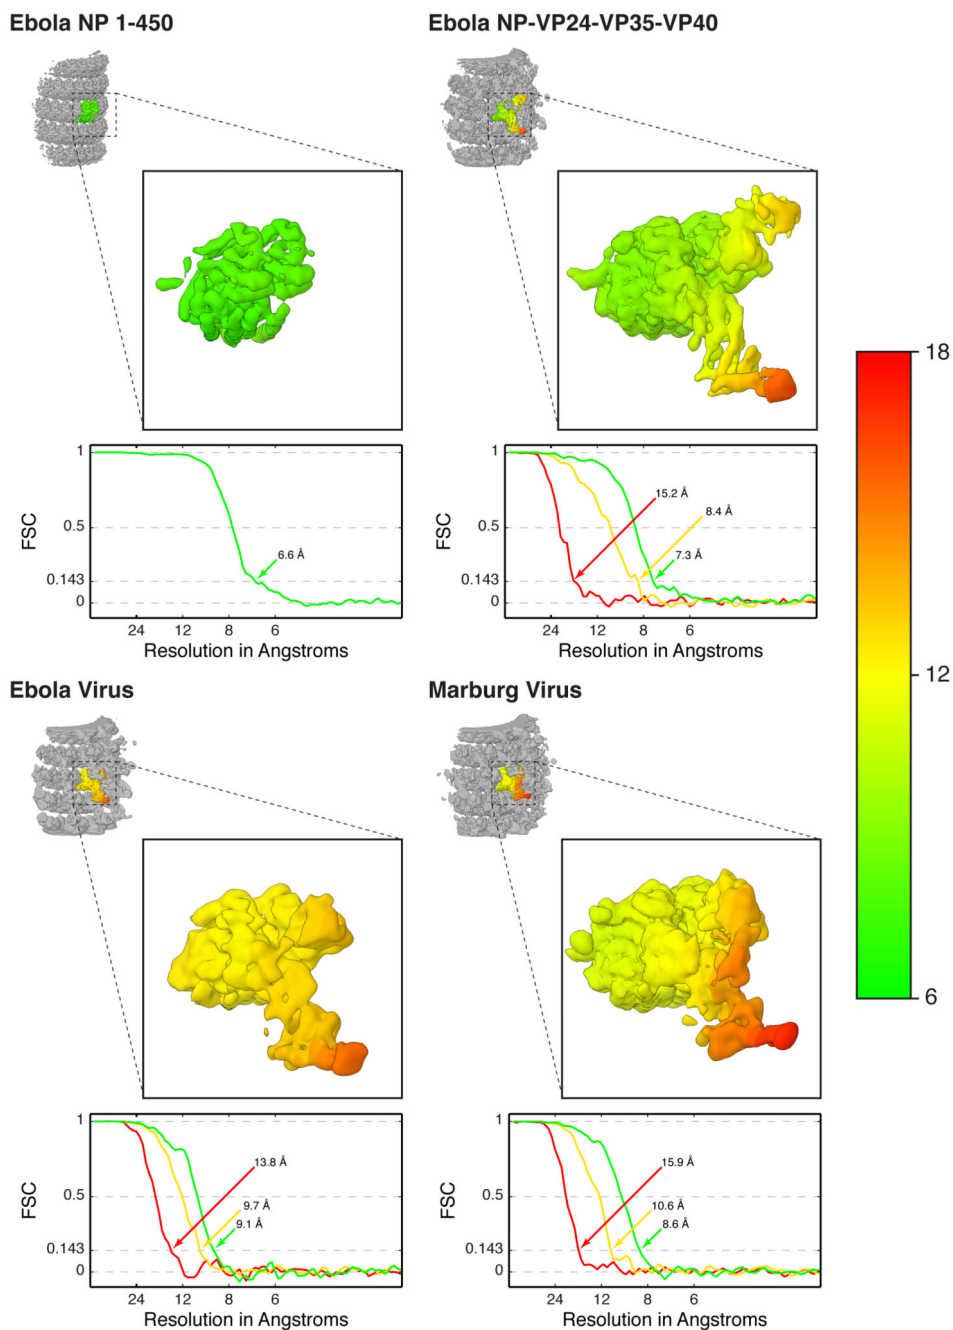 Ebola NP 1-450
Ebola NP-VP24-VP35-VP40
18
12
6
1
0.5
0.143
0
FSC
6.6 Å
24 12 8 6
Resolution in Angstroms
1
0.5
0.143
0
FSC
15.2 Å
8.4 Å
7.3 Å
24 12 8 6
Resolution in Angstroms
Ebola Virus
Marburg Virus
1
0.5
0.143
0
FSC
13.8 Å
9.7 Å
9.1 Å
24 12 8 6
Resolution in Angstroms
1
0.5
0.143
0
FSC
15.9 Å
10.6 Å
8.6 Å
24 12 8 6
Resolution in Angstroms